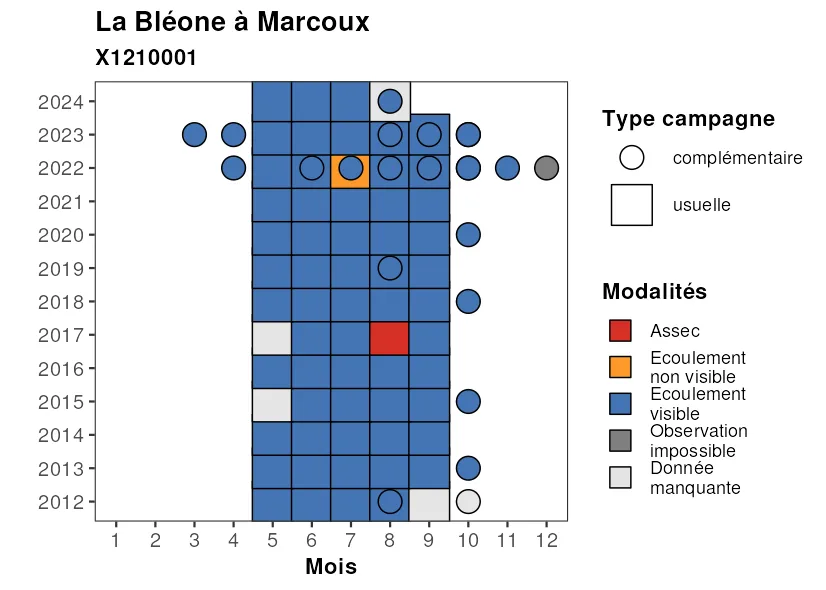 La Bléone à Marcoux
X1210001
2024
2023
2022
2021
2020
2019
2018
2017
2016
2015
2014
2013
2012
1 2 3 4 5 6 7 8 9 10 11 12
Mois
Type campagne
complémentaire
usuelle
Modalités
Assec
Ecoulement
non visible
Ecoulement
visible
Observation
impossible
Donnée
manquante